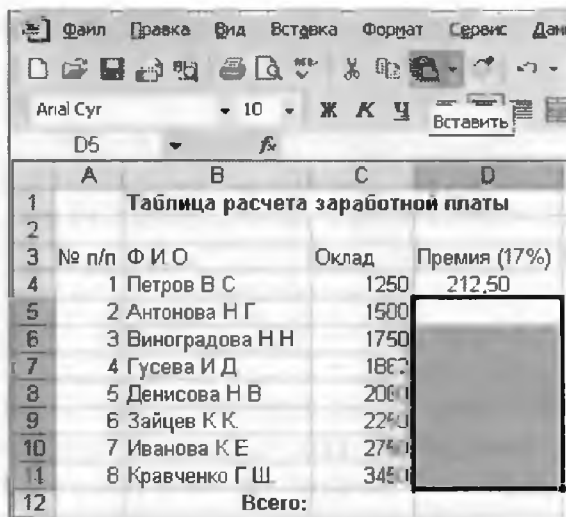 Файл Правка Вид Вставка Формат Сервис Дан
Arial Cyr 10 Ж К Ч
Вставить
D5 fx
A B C D
1 Таблица расчета заработной платы
2
3 № п/п Ф И О Оклад Премия (17%)
4 1 Петров В С 1250 212,50
5 2 Антонова Н Г 1500
6 3 Виноградова Н Н 1750
7 4 Гусева И Д
8 5 Денисова Н В
9 6 Зайцев К К.
10 7 Иванова К Е
11 8 Кравченко Г Ш.
12 Всего: